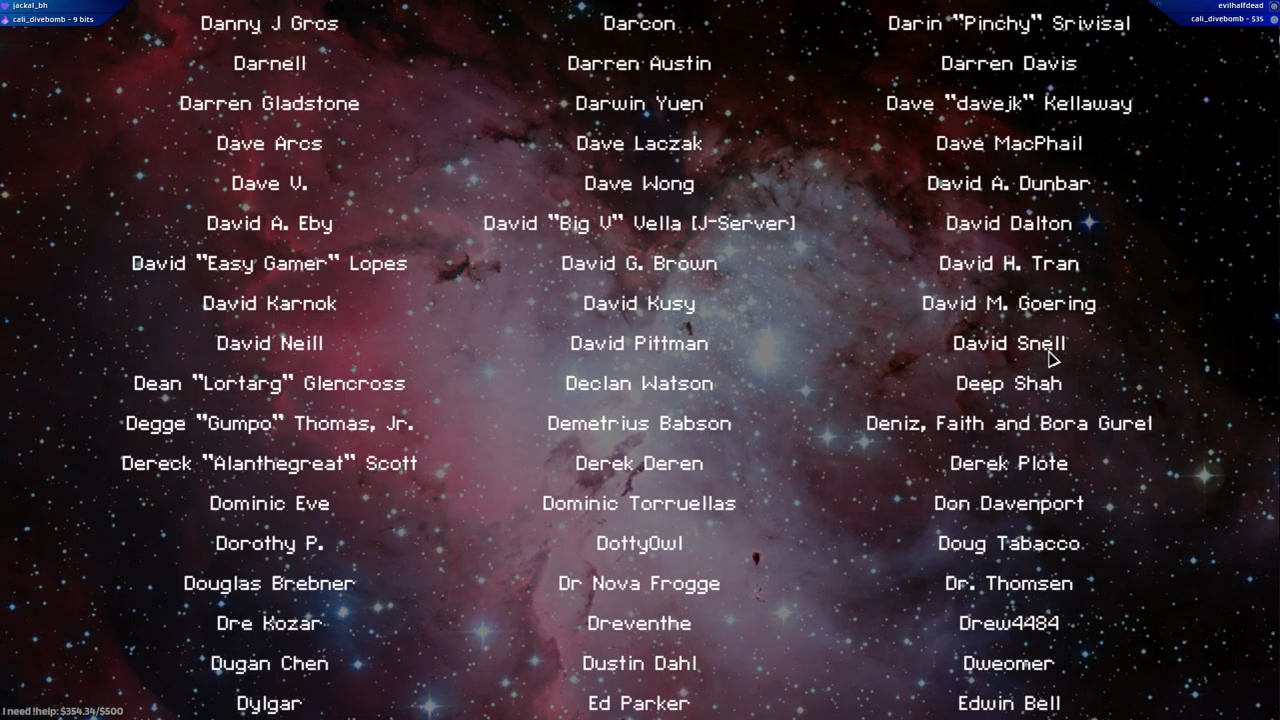 jackal_bh
evilhalfdead
cali_divebomb - 9 bits
cali_divebomb - $35
Danny J Gros Darcon Darin "Pinchy" Srivisal
Darnell Darren Austin Darren Davis
Darren Gladstone Darwin Yuen Dave "davejk" Kellaway
Dave Arcs Dave Laczak Dave MacPhail
Dave V. Dave Wong David A. Dunbar
David A. Eby David "Big V" Vella [J-Server] David Dalton
David "Easy Gamer" Lopes David G. Brown David H. Tran
David Karnok David Kusy David M. Goering
David Neill David Pittman David Snell
Dean "Lortarg" Glencross Declan Watson Deep Shah
Degge "Gumpo" Thomas, Jr. Demetrius Babson Deniz, Faith and Bora Gurel
Dereck "Alanthegreat" Scott Derek Deren Derek Plote
Dominic Eve Dominic Torruellas Don Davenport
Dorothy P. DottyOwl Doug Tabacco
Douglas Brebner Dr Nova Frogge Dr. Thomsen
Dre Kozar Dreventhe Drew4484
Dugan Chen Dustin Dahl Dweomer
Dylgar Ed Parker Edwin Bell
I need !help: $354.34/$500